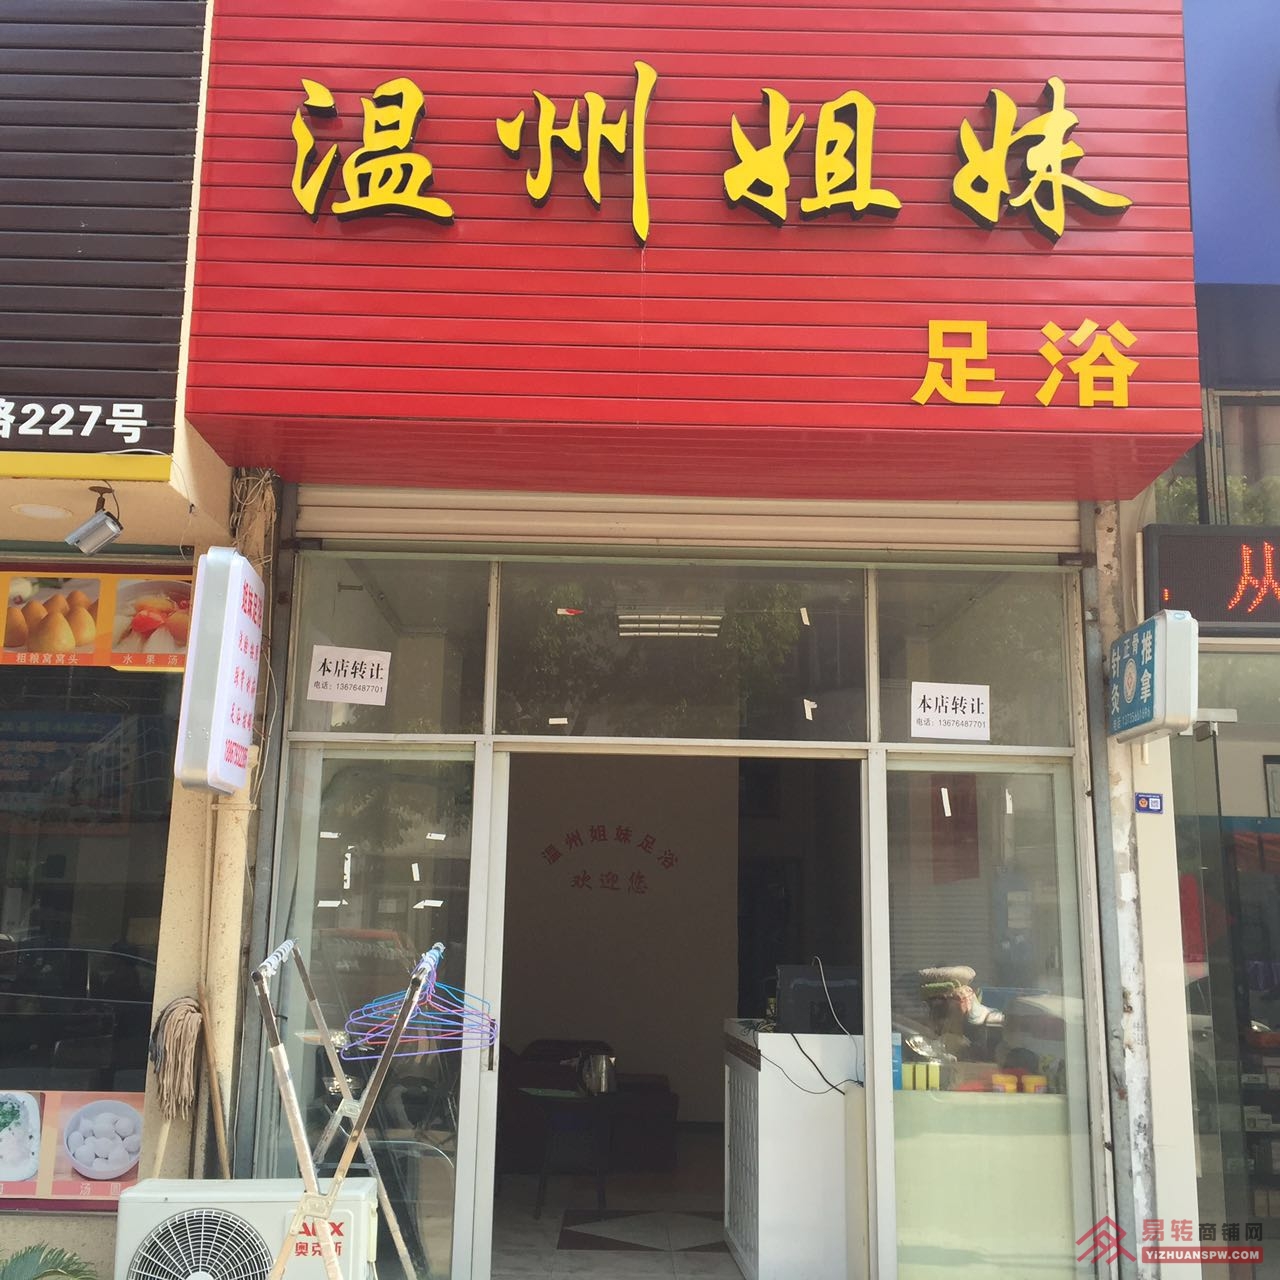 温州姐妹
足浴
路227号
粗粮窝窝头
水果汤
本店转让
电话：13676487701
本店转让
电话：13676487701
针灸
正骨
推拿
从
温州姐妹足浴
欢迎您
汤圆
AUX
奥克斯
易转商铺网
YIZHUANSPW.COM